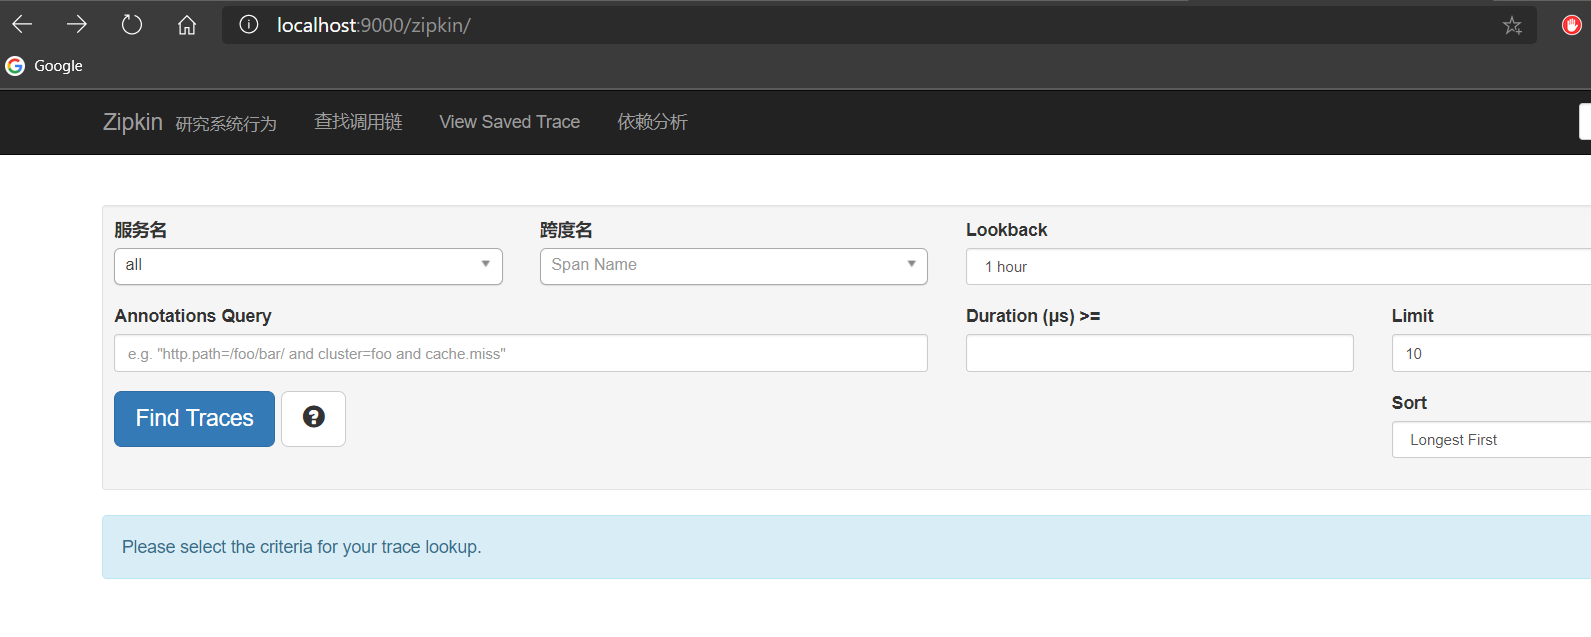 localhost:9000/zipkin/
Google
Zipkin 研究系统行为 查找调用链 View Saved Trace 依赖分析
服务名 跨度名 Lookback
all Span Name 1 hour
Annotations Query Duration (μs) >= Limit
e.g. "http.path=/foo/bar/ and cluster=foo and cache.miss" 10
Find Traces
Sort
Longest First
Please select the criteria for your trace lookup.